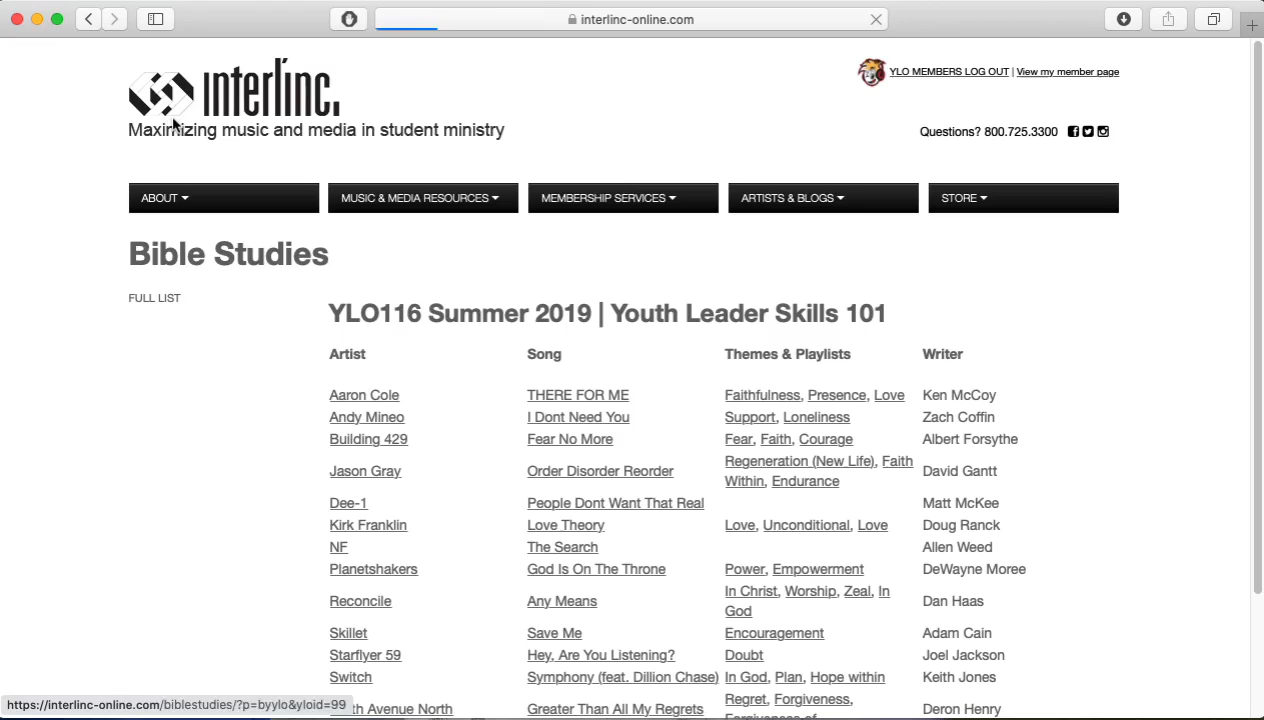 interlinc-online.com
interlinc.
Maximizing music and media in student ministry
YLO MEMBERS LOG OUT | View my member page
Questions? 800.725.3300
ABOUT
MUSIC & MEDIA RESOURCES
MEMBERSHIP SERVICES
ARTISTS & BLOGS
STORE
Bible Studies
FULL LIST
YLO116 Summer 2019 | Youth Leader Skills 101
Artist Song Themes & Playlists Writer
Aaron Cole THERE FOR ME Faithfulness, Presence, Love Ken McCoy
Andy Mineo I Dont Need You Support, Loneliness Zach Coffin
Building 429 Fear No More Fear, Faith, Courage Albert Forsythe
Jason Gray Order Disorder Reorder Regeneration (New Life), Faith David Gantt
Within, Endurance
Dee-1 People Dont Want That Real Matt McKee
Kirk Franklin Love Theory Love, Unconditional, Love Doug Ranck
NF The Search Allen Weed
Planetshakers God Is On The Throne Power, Empowerment DeWayne Moree
Reconcile Any Means In Christ, Worship, Zeal, In Dan Haas
God
Skillet Save Me Encouragement Adam Cain
Starflyer 59 Hey, Are You Listening? Doubt Joel Jackson
Switch Symphony (feat. Dillion Chase) In God, Plan, Hope within Keith Jones
Avenue North Greater Than All My Regrets Regret, Forgiveness, Deron Henry
https://interlinc-online.com/biblestudies/?p=byylo&yloid=99